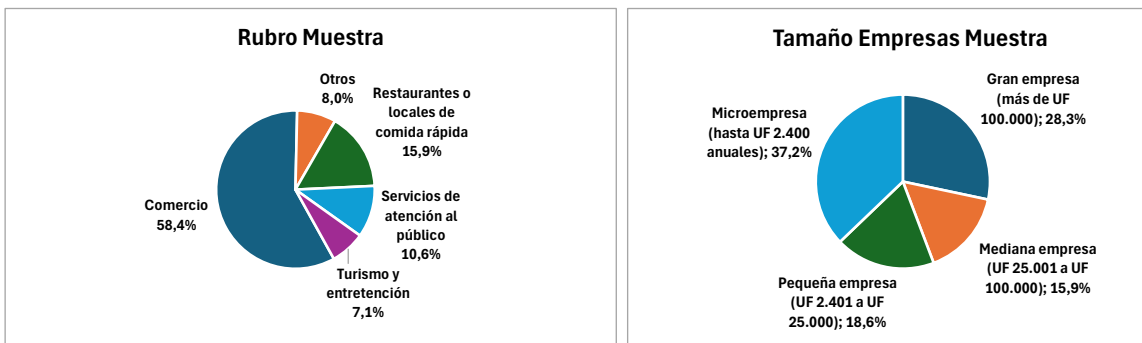 Rubro Muestra
Otros
8,0%
Restaurantes o
locales de
comida rápida
15,9%
Comercio
58,4%
Servicios de
atención al
público
10,6%
Turismo y
entretención
7,1%
Tamaño Empresas Muestra
Gran empresa
(más de UF
100.000); 28,3%
Microempresa
(hasta UF 2.400
anuales); 37,2%
Mediana empresa
(UF 25.001 a UF
100.000); 15,9%
Pequeña empresa
(UF 2.401 a UF
25.000); 18,6%